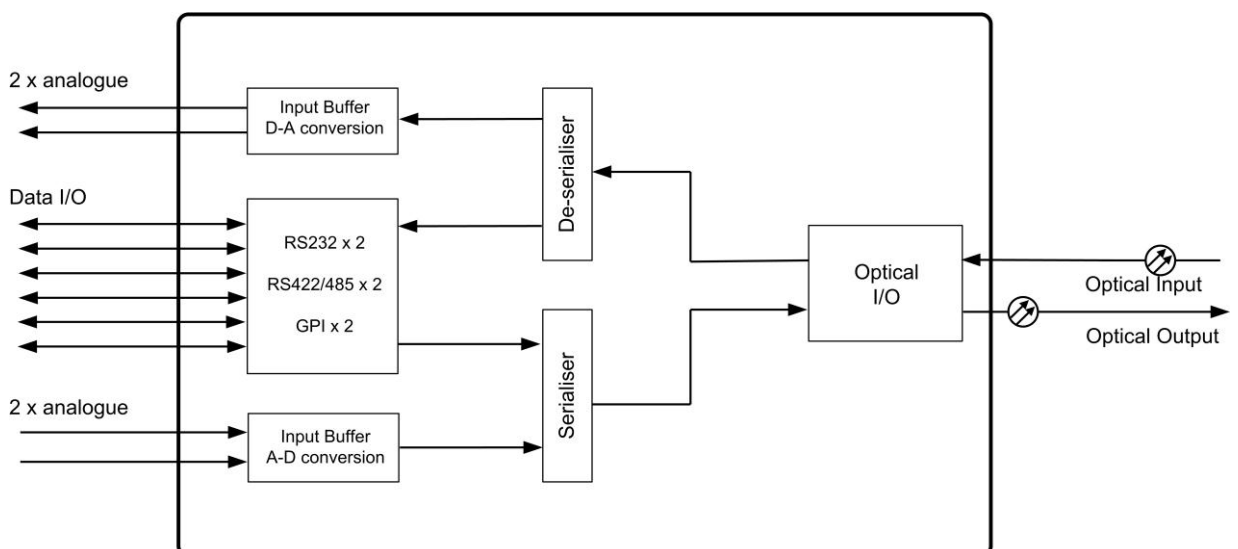 2 x analogue
Input Buffer
D-A conversion
De-serialiser
Data I/O
RS232 x 2
RS422/485 x 2
GPI x 2
Optical
I/O
Optical Input
Optical Output
Serialiser
2 x analogue
Input Buffer
A-D conversion